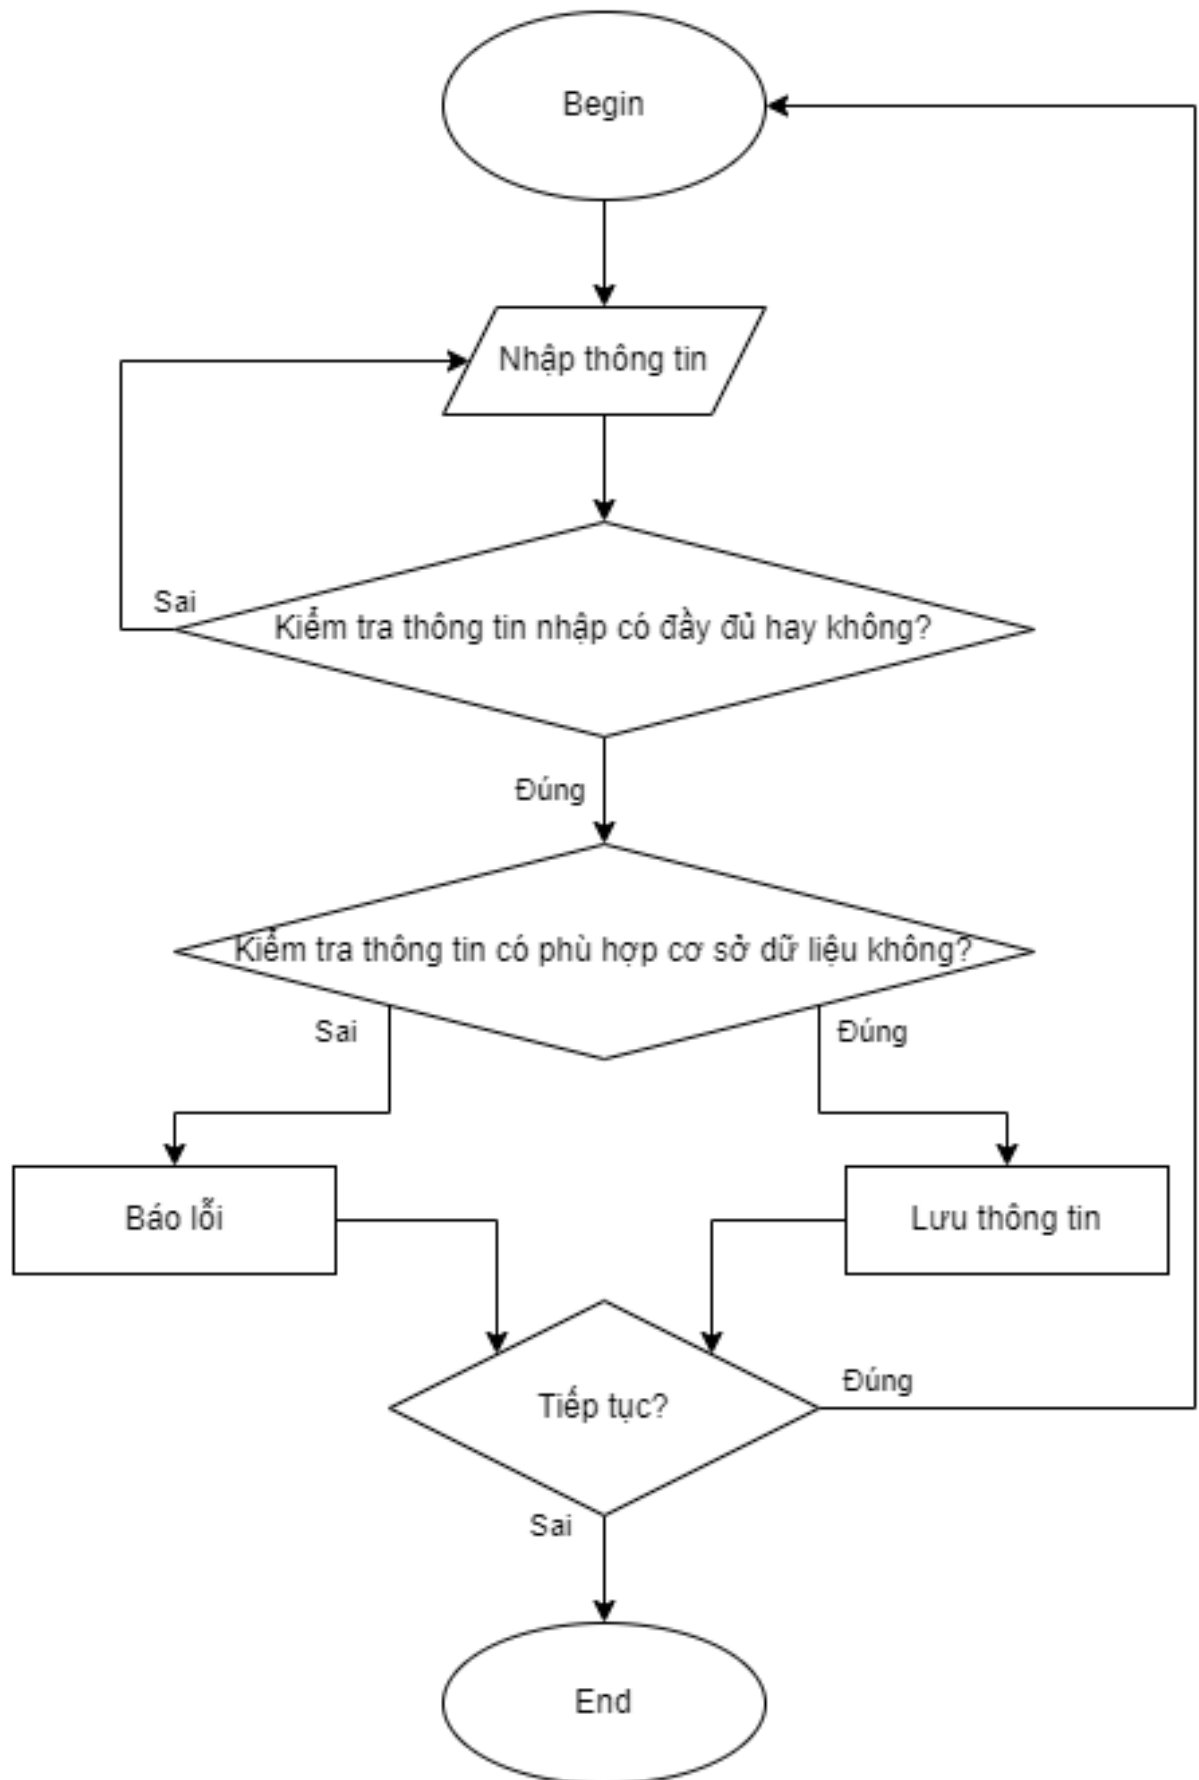 Begin
Nhập thông tin
Sai
Kiểm tra thông tin nhập có đầy đủ hay không?
Đúng
Kiểm tra thông tin có phù hợp cơ sở dữ liệu không?
Sai
Đúng
Báo lỗi
Lưu thông tin
Tiếp tục?
Đúng
Sai
End